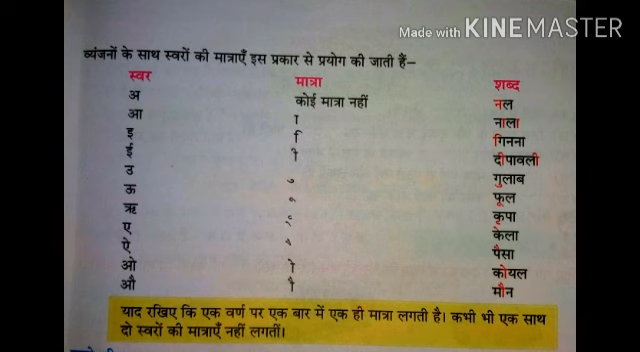 Made with KINEMASTER
व्यंजनों के साथ स्वरों की मात्राएँ इस प्रकार से प्रयोग की जाती हैं–
स्वर मात्रा शब्द
अ कोई मात्रा नहीं नल
आ ा नाला
इ ि गिनना
ई ी दीपावली
उ ु गुलाब
ऊ ू फूल
ऋ ृ कृपा
ए े केला
ऐ पैसा
ओ ो कोयल
औ ौ मौन
याद रखिए कि एक वर्ण पर एक बार में एक ही मात्रा लगती है। कभी भी एक साथ
दो स्वरों की मात्राएँ नहीं लगतीं।